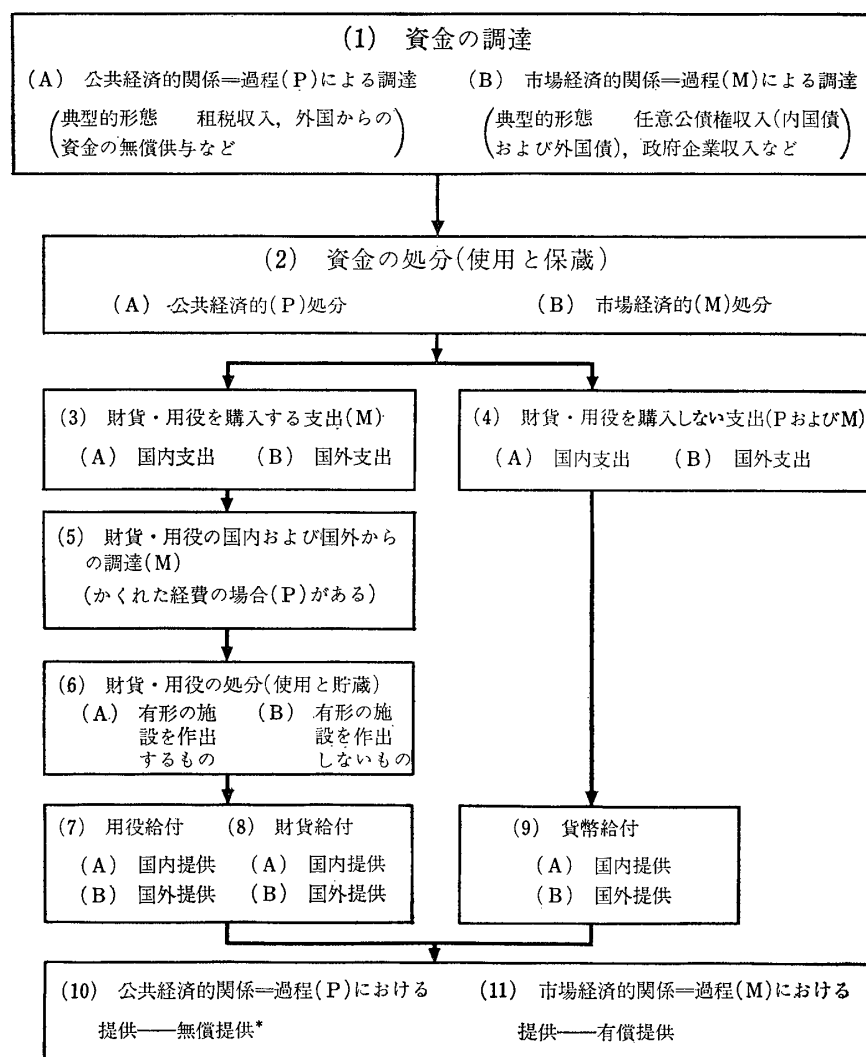 (1) 資金の調達
(A) 公共経済的関係=過程(P)による調達
(典型的形態 租税収入, 外国からの
資金の無償供与など)
(B) 市場経済的関係=過程(M)による調達
(典型的形態 任意公債権収入(内国債
および外国債), 政府企業収入など)
(2) 資金の処分(使用と保蔵)
(A) 公共経済的(P)処分 (B) 市場経済的(M)処分
(3) 財貨・用役を購入する支出(M)
(A) 国内支出 (B) 国外支出
(4) 財貨・用役を購入しない支出(PおよびM)
(A) 国内支出 (B) 国外支出
(5) 財貨・用役の国内および国外から
の調達(M)
(かくれた経費の場合(P)がある)
(6) 財貨・用役の処分(使用と貯蔵)
(A) 有形の施
設を作出
するもの
(B) 有形の施
設を作出
しないもの
(7) 用役給付
(A) 国内提供
(B) 国外提供
(8) 財貨給付
(A) 国内提供
(B) 国外提供
(9) 貨幣給付
(A) 国内提供
(B) 国外提供
(10) 公共経済的関係=過程(P)における
提供——無償提供*
(11) 市場経済的関係=過程(M)における
提供——有償提供